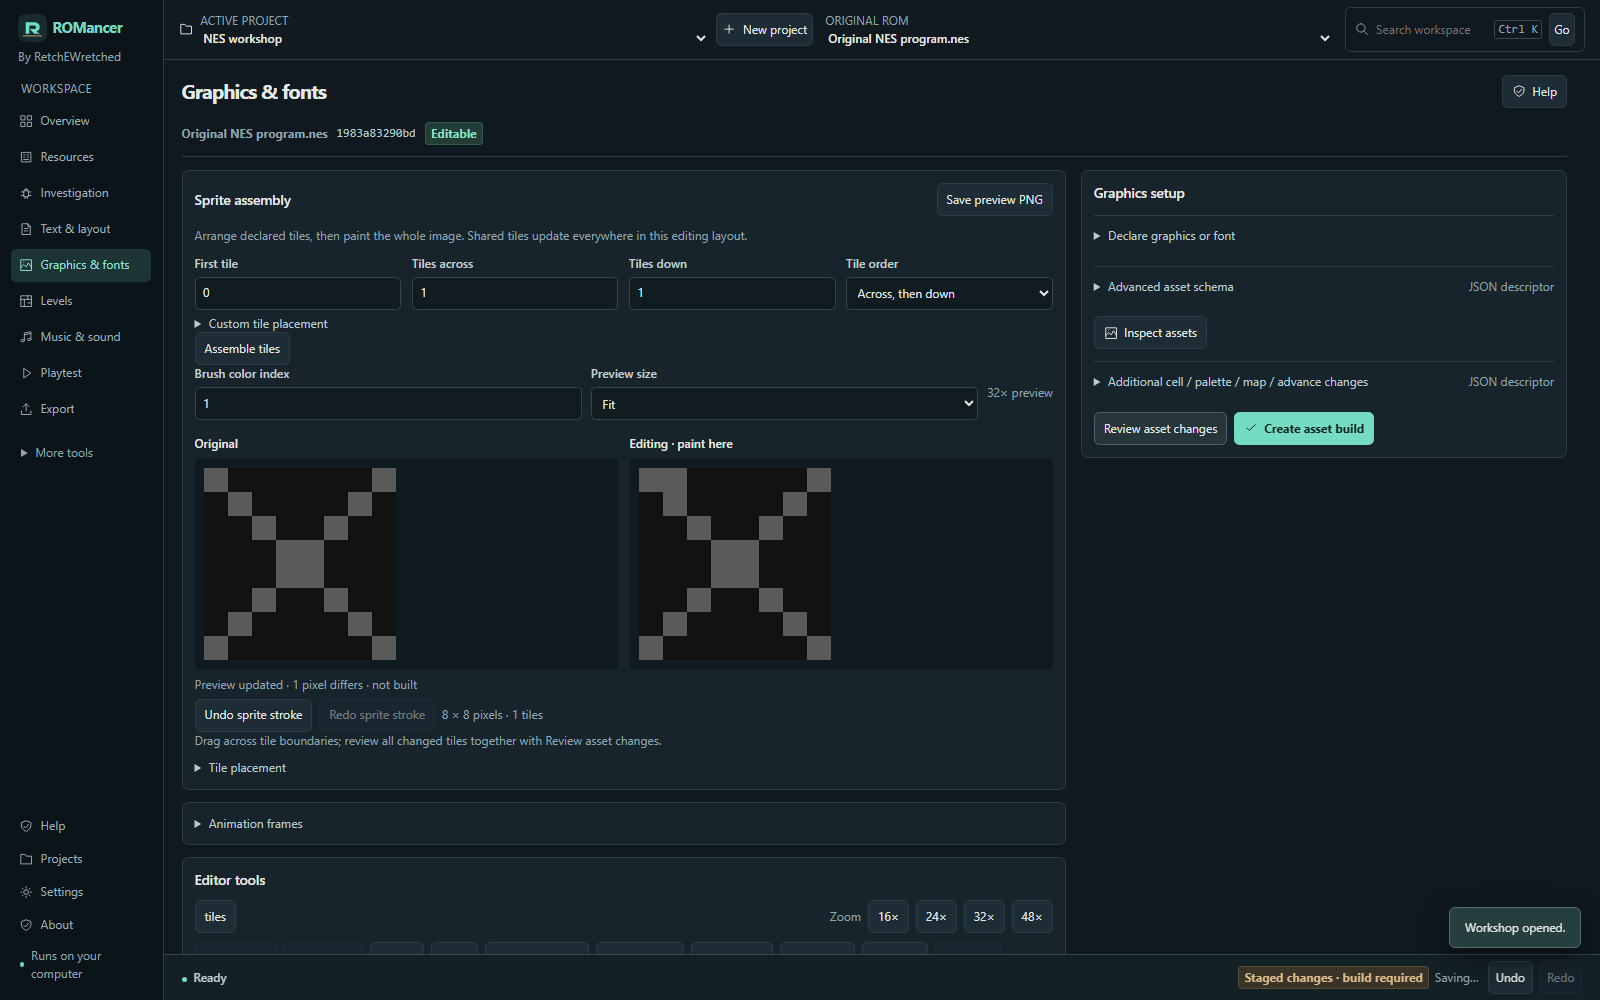 ROMancer
By RetchEWretched
WORKSPACE
Overview
Resources
Investigation
Text & layout
Graphics & fonts
Levels
Music & sound
Playtest
Export
More tools
Help
Projects
Settings
About
Runs on your
computer
ACTIVE PROJECT
NES workshop
New project
ORIGINAL ROM
Original NES program.nes
Search workspace
Ctrl K
Go
Graphics & fonts
Help
Original NES program.nes 1983a83290bd Editable
Sprite assembly
Save preview PNG
Arrange declared tiles, then paint the whole image. Shared tiles update everywhere in this editing layout.
First tile
Tiles across
Tiles down
Tile order
0
1
1
Across, then down
Custom tile placement
Assemble tiles
Brush color index
Preview size
1
Fit
32× preview
Original
Editing · paint here
Preview updated · 1 pixel differs · not built
Undo sprite stroke
Redo sprite stroke
8 × 8 pixels · 1 tiles
Drag across tile boundaries; review all changed tiles together with Review asset changes.
Tile placement
Animation frames
Editor tools
tiles
Zoom
16×
24×
32×
48×
Graphics setup
Declare graphics or font
Advanced asset schema
JSON descriptor
Inspect assets
Additional cell / palette / map / advance changes
JSON descriptor
Review asset changes
Create asset build
Workshop opened.
Ready
Staged changes · build required
Saving...
Undo
Redo